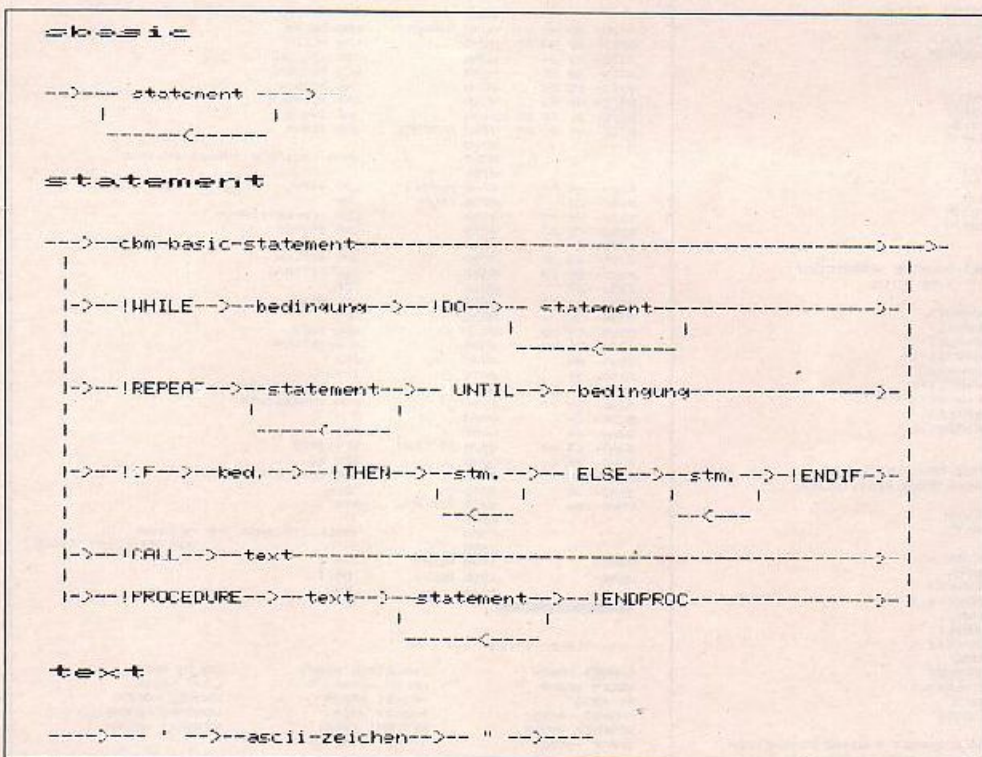 sbasic
-->--- statement ---->--
------<------
statement
--->--cbm-basic-statement------------------------------------------------>--->-
|->---!WHILE-->--bedingung-->--!DO-->-- statement------------------------->-|
------<------
|->---!REPEAT-->--statement-->-- UNTIL-->--bedingung---------------------->-|
------<------
|->---!IF-->--bed.-->--!THEN-->--stm.-->-- ELSE-->--stm.-->--!ENDIF->-|
--<--- --<---
|->---!CALL-->--text------------------------------------------------------>-|
|->---!PROCEDURE-->--text-->--statement-->--!ENDPROC---------------------->-|
------<------
text
---->--- " -->--ascii-zeichen-->-- " -->----